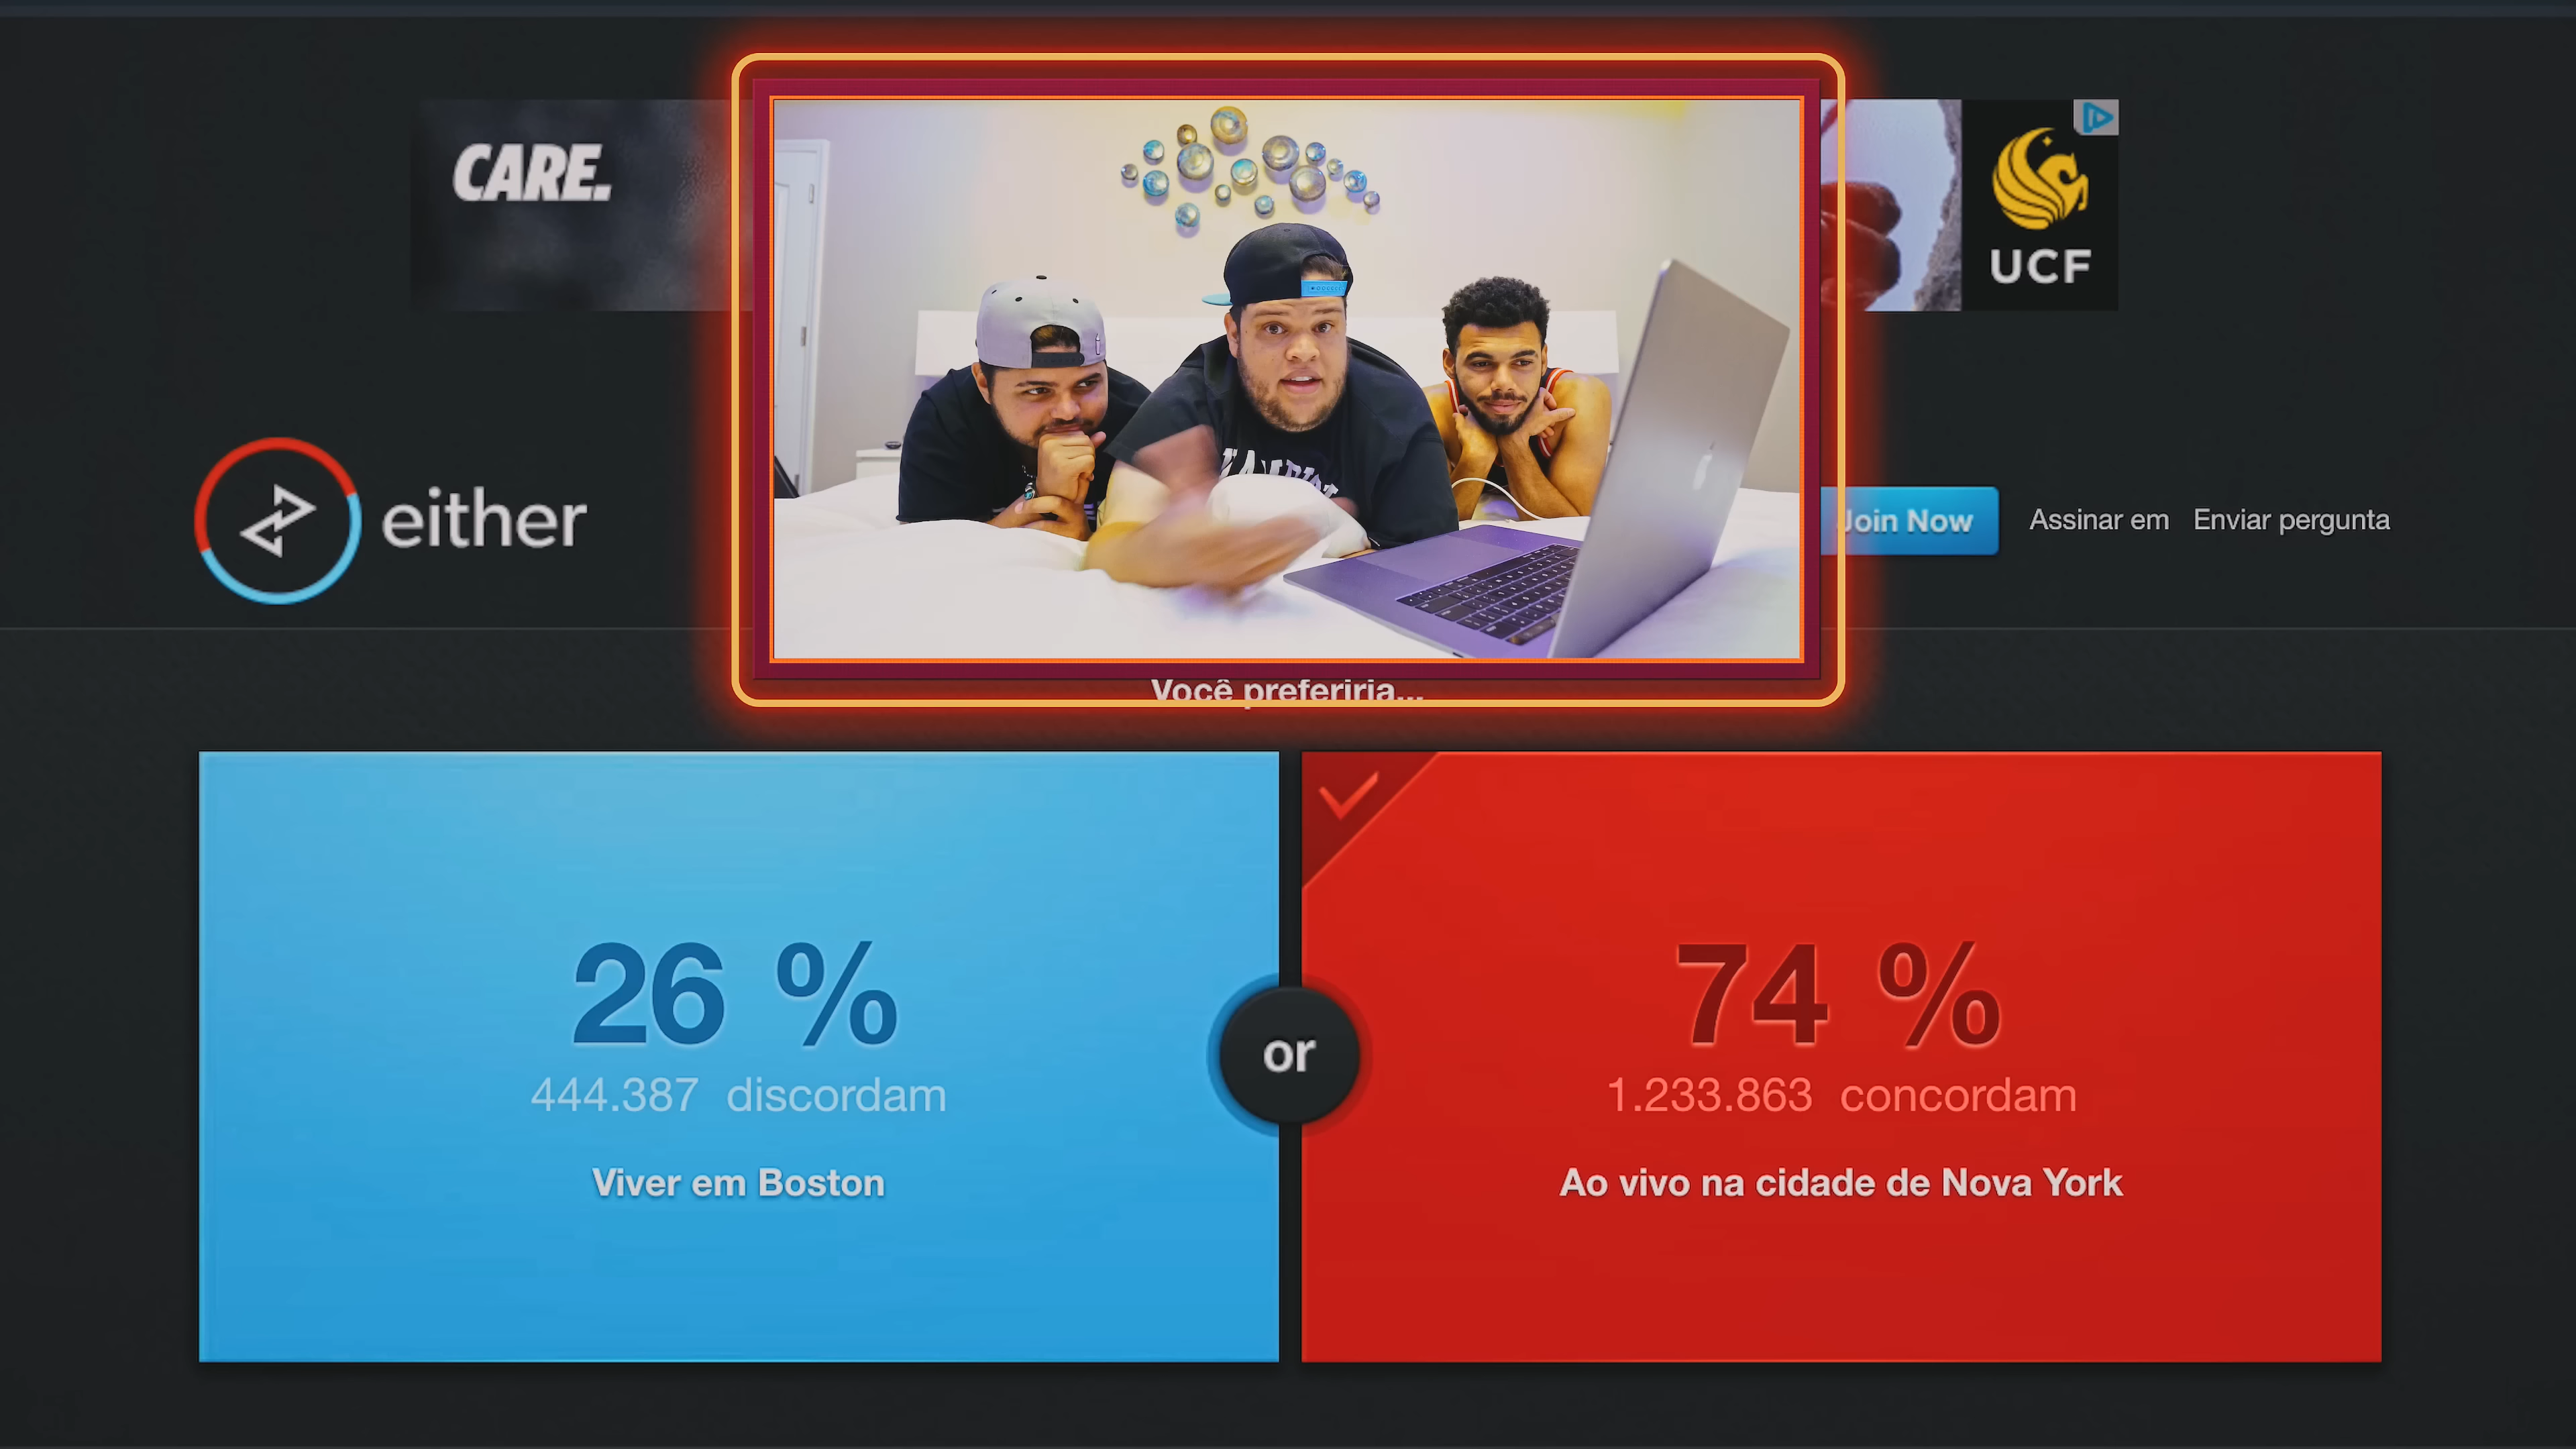 CARE.
UCF
either
Join Now
Assinar em
Enviar pergunta
Você preferiria...
26 %
444.387 discordam
Viver em Boston
or
74 %
1.233.863 concordam
Ao vivo na cidade de Nova York